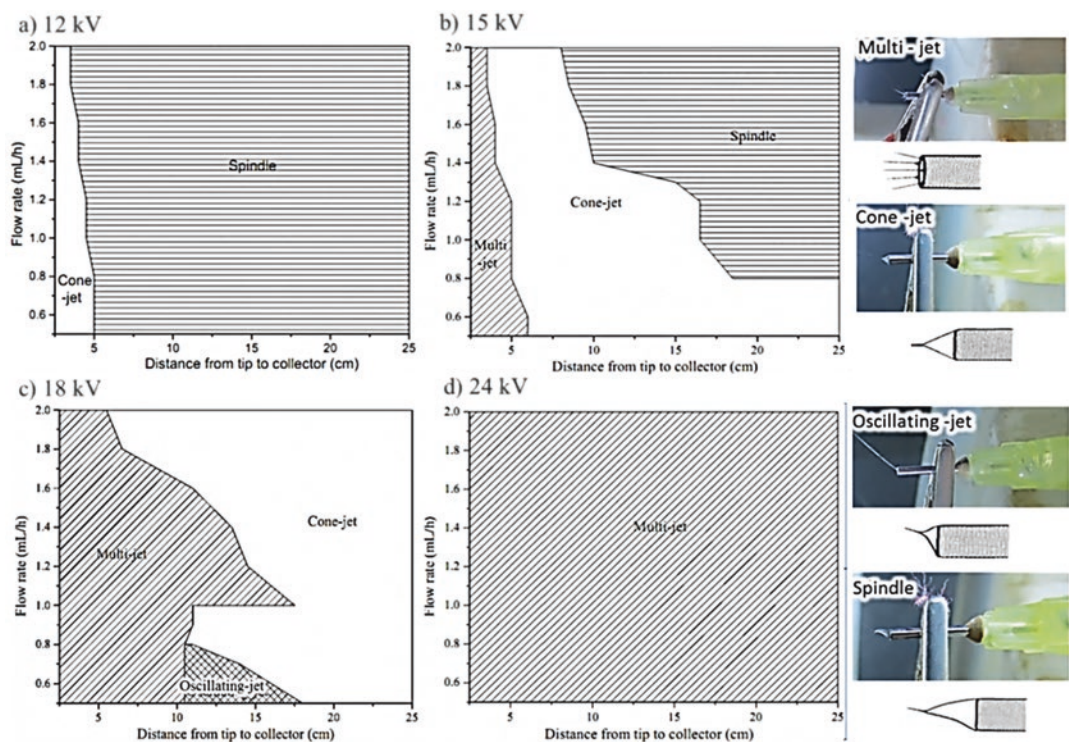 a) 12 kV
2.0
1.8
1.6
1.4
1.2
1.0
0.8
0.6
Flow rate (mL/h)
Spindle
Cone
-jet
5 10 15 20 25
Distance from tip to collector (cm)
b) 15 kV
2.0
1.8
1.6
1.4
1.2
1.0
0.8
0.6
Flow rate (mL/h)
Spindle
Cone-jet
Multi
-jet
5 10 15 20 25
Distance from tip to collector (cm)
Multi - jet
Cone -jet
c) 18 kV
2.0
1.8
1.6
1.4
1.2
1.0
0.8
0.6
Flow rate (mL/h)
Cone-jet
Multi-jet
Oscillating-jet
5 10 15 20 25
Distance from tip to collector (cm)
d) 24 kV
2.0
1.8
1.6
1.4
1.2
1.0
0.8
0.6
Flow rate (mL/h)
Multi-jet
5 10 15 20 25
Distance from tip to collector (cm)
Oscillating -jet
Spindle